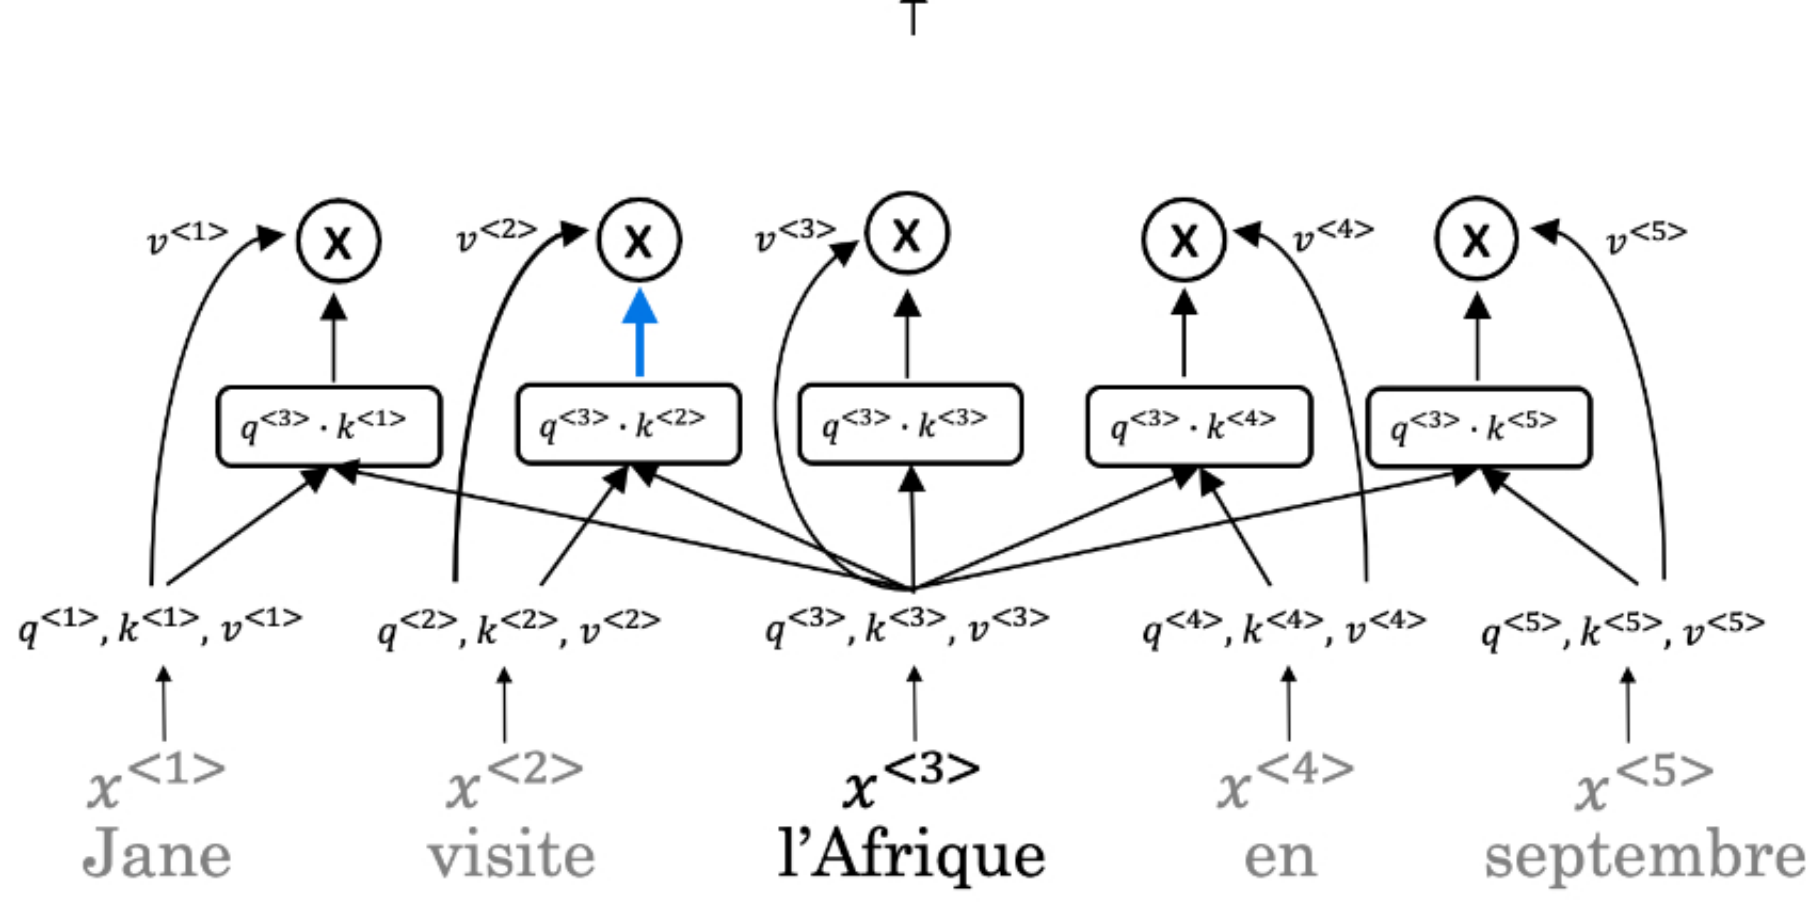 v<1> X v<2> X v<3> X X v<4> X v<5>
q<3> · k<1> q<3> · k<2> q<3> · k<3> q<3> · k<4> q<3> · k<5>
q<1>, k<1>, v<1> q<2>, k<2>, v<2> q<3>, k<3>, v<3> q<4>, k<4>, v<4> q<5>, k<5>, v<5>
x<1> x<2> x<3> x<4> x<5>
Jane visite l’Afrique en septembre